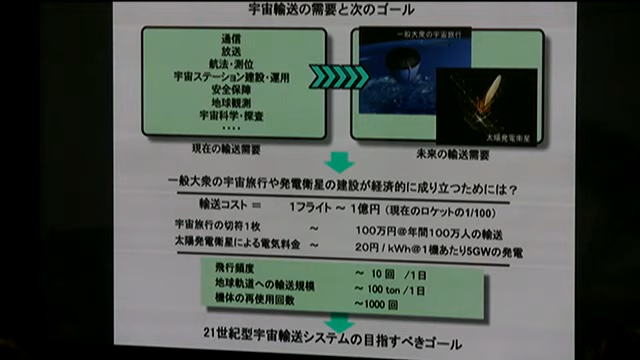 宇宙輸送の需要と次のゴール
通信
放送
航法・測位
宇宙ステーション建設・運用
安全保障
地球観測
宇宙科学・探査
・・・・
一般大衆の宇宙旅行
太陽発電衛星
現在の輸送需要
未来の輸送需要
一般大衆の宇宙旅行や発電衛星の建設が経済的に成り立つためには?
輸送コスト = 1フライト ~ 1億円 (現在のロケットの1/100)
宇宙旅行の切符1枚 ~ 100万円@年間100万人の輸送
太陽発電衛星による電気料金 ~ 20円 / kWh@1機あたり5GWの発電
飛行頻度 ~ 10 回 /1日
地球軌道への輸送規模 ~ 100 ton /1日
機体の再使用回数 ~1000 回
21世紀型宇宙輸送システムの目指すべきゴール